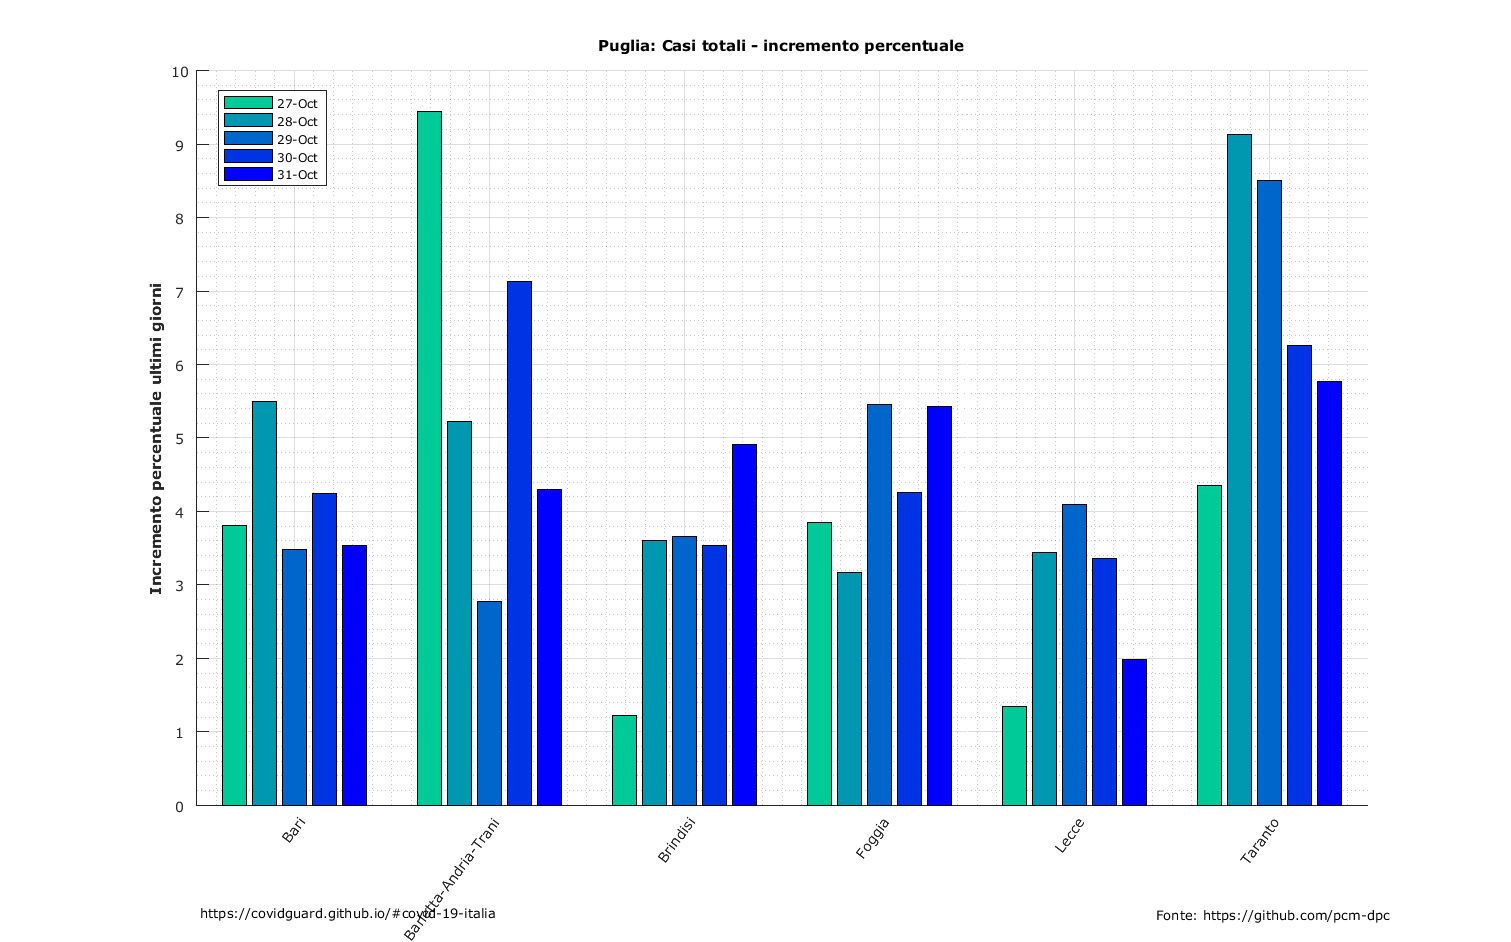 Puglia: Casi totali - incremento percentuale
Incremento percentuale ultimi giorni
10
9
8
7
6
5
4
3
2
1
0
27-Oct
28-Oct
29-Oct
30-Oct
31-Oct
Bari
Barletta-Andria-Trani
Brindisi
Foggia
Lecce
Taranto
https://covidguard.github.io/#covid-19-italia
Fonte: https://github.com/pcm-dpc